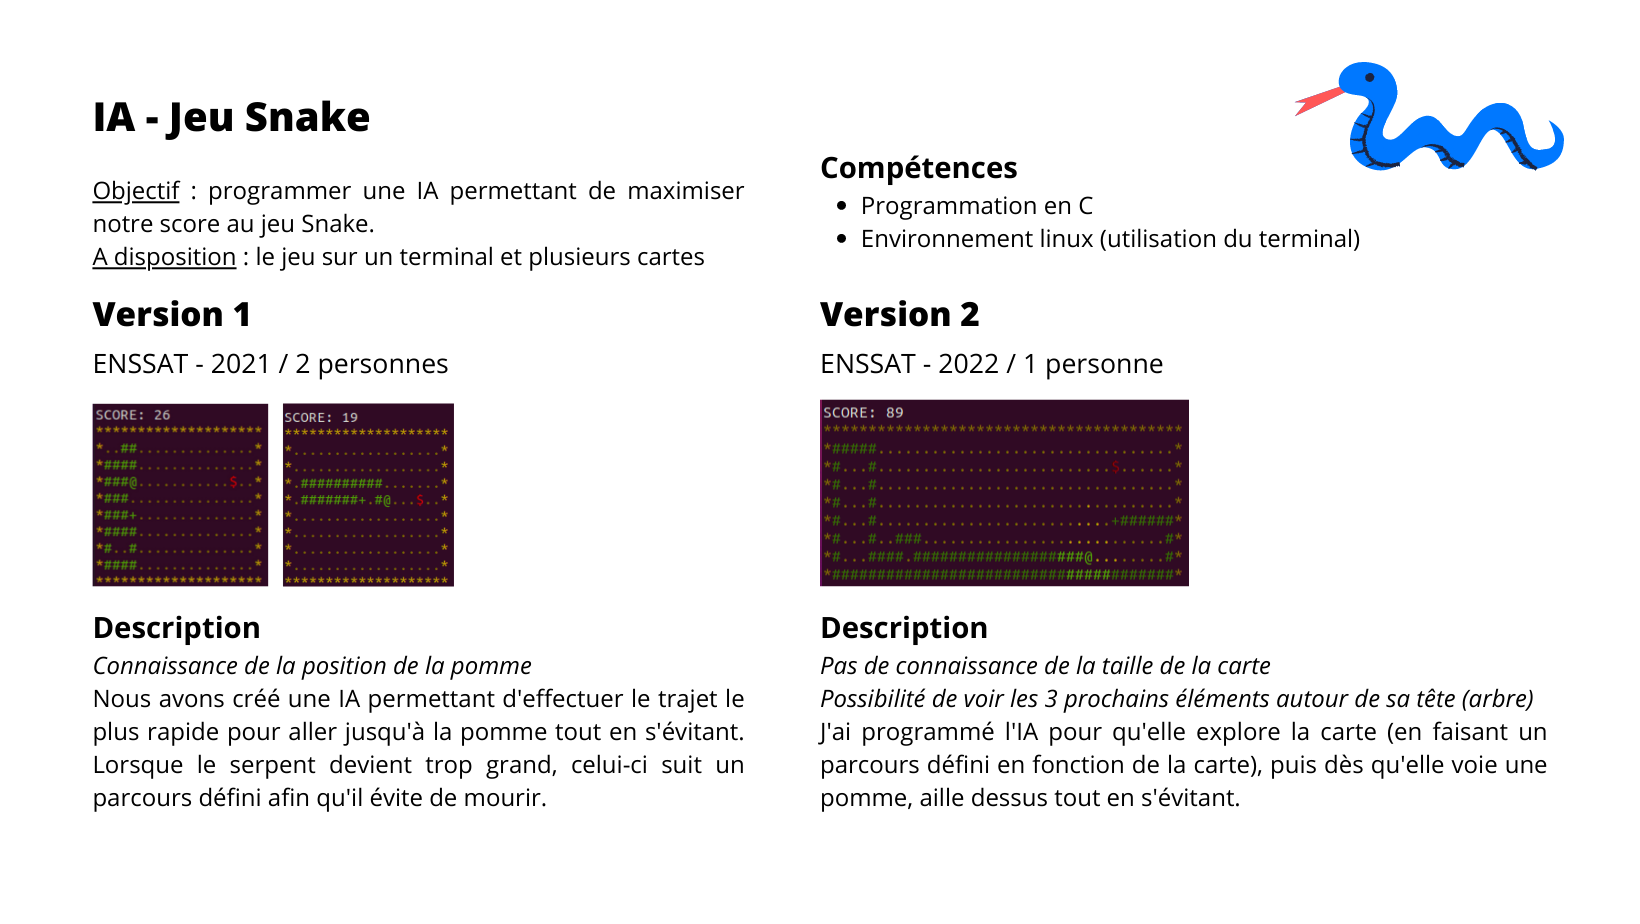 IA - Jeu Snake
Objectif : programmer une IA permettant de maximiser
notre score au jeu Snake.
A disposition : le jeu sur un terminal et plusieurs cartes
Compétences
• Programmation en C
• Environnement linux (utilisation du terminal)
Version 1
ENSSAT - 2021 / 2 personnes
SCORE: 26
*********************
*..##..............*
*####..............*
*###@...........$..*
*###...............*
*###+..............*
*####..............*
*#..#..............*
*####..............*
*********************
SCORE: 19
********************
*..................*
*..................*
*.##########.......*
*.#######+.#@...$..*
*..................*
*..................*
*..................*
*..................*
********************
Description
Connaissance de la position de la pomme
Nous avons créé une IA permettant d'effectuer le trajet le
plus rapide pour aller jusqu'à la pomme tout en s'évitant.
Lorsque le serpent devient trop grand, celui-ci suit un
parcours défini afin qu'il évite de mourir.
Version 2
ENSSAT - 2022 / 1 personne
SCORE: 89
****************************************
*#####.................................*
*#...#..........................$......*
*#...#.................................*
*#...#.................................*
*#...#..........................+######*
*#...#..###...........................#*
*#...####.###################@........#*
*######################################*
Description
Pas de connaissance de la taille de la carte
Possibilité de voir les 3 prochains éléments autour de sa tête (arbre)
J'ai programmé l'IA pour qu'elle explore la carte (en faisant un
parcours défini en fonction de la carte), puis dès qu'elle voie une
pomme, aille dessus tout en s'évitant.